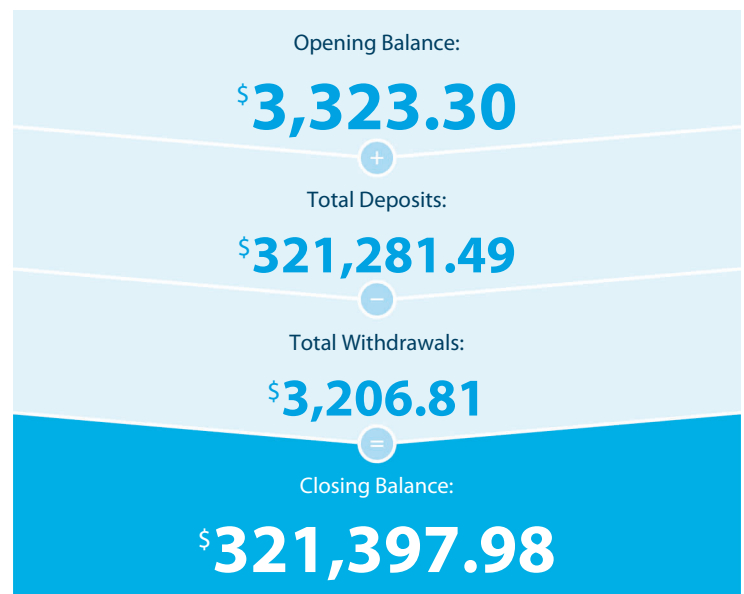 Opening Balance:
$3,323.30
+
Total Deposits:
$321,281.49
−
Total Withdrawals:
$3,206.81
=
Closing Balance:
$321,397.98